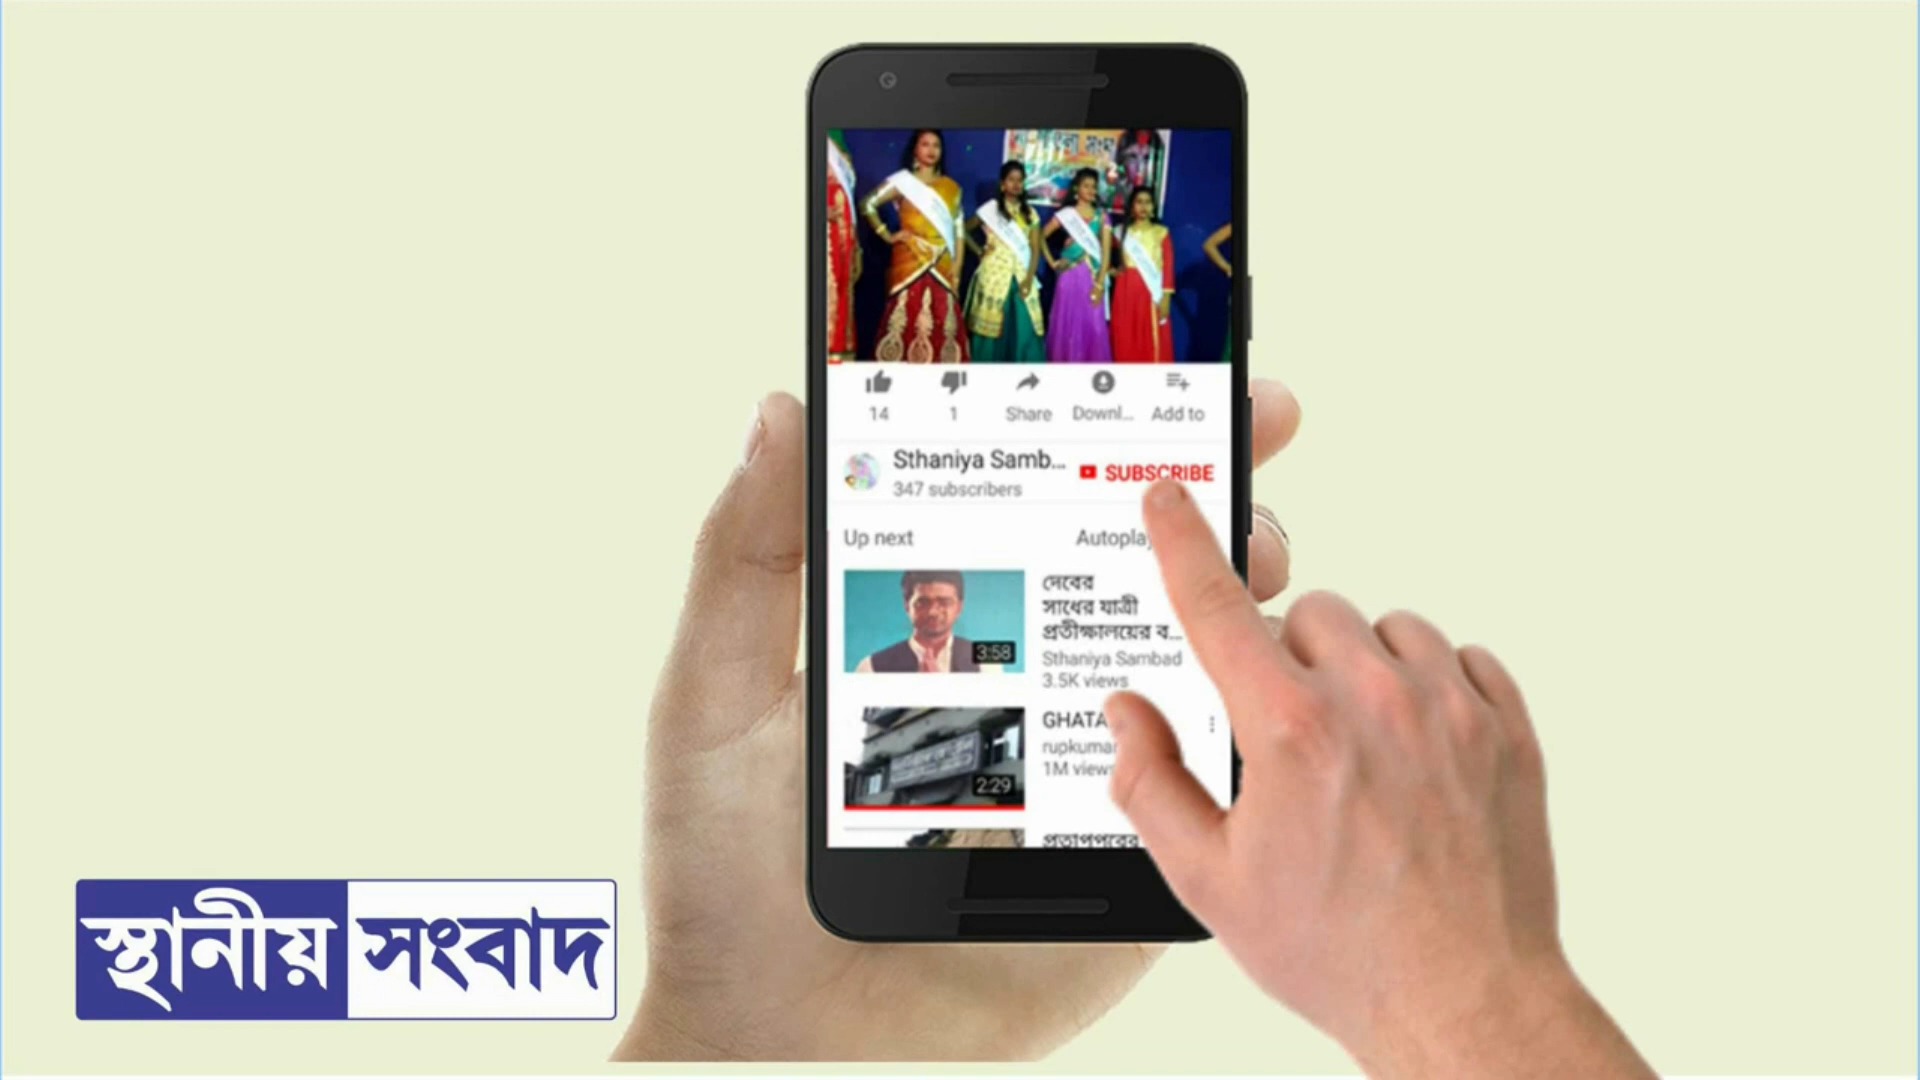 14
1
Share
Downl...
Add to
Sthaniya Samb...
SUBSCRIBE
347 subscribers
Up next
Autoplay
দেবের
সাধের যাত্রী
প্রতীক্ষালয়ের ব...
Sthaniya Sambad
3.5K views
3:58
GHATA
rupkumar
1M views
2:29
স্থানীয় সংবাদ